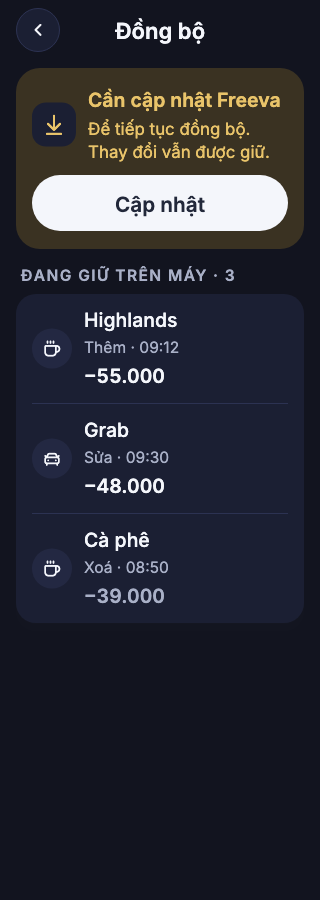 Đồng bộ
Cần cập nhật Freeva
Để tiếp tục đồng bộ.
Thay đổi vẫn được giữ.
Cập nhật
ĐANG GIỮ TRÊN MÁY · 3
Highlands
Thêm · 09:12
−55.000
Grab
Sửa · 09:30
−48.000
Cà phê
Xoá · 08:50
−39.000